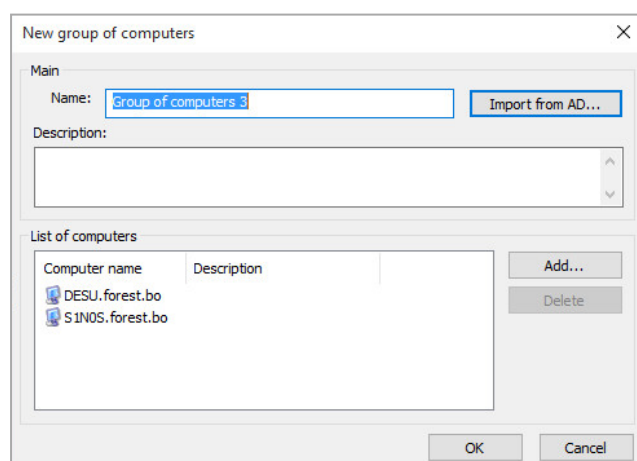 New group of computers
Main
Name: Group of computers 3 Import from AD...
Description:
List of computers
Computer name Description Add...
DESU.forest.bo Delete
S1N0S.forest.bo
OK Cancel